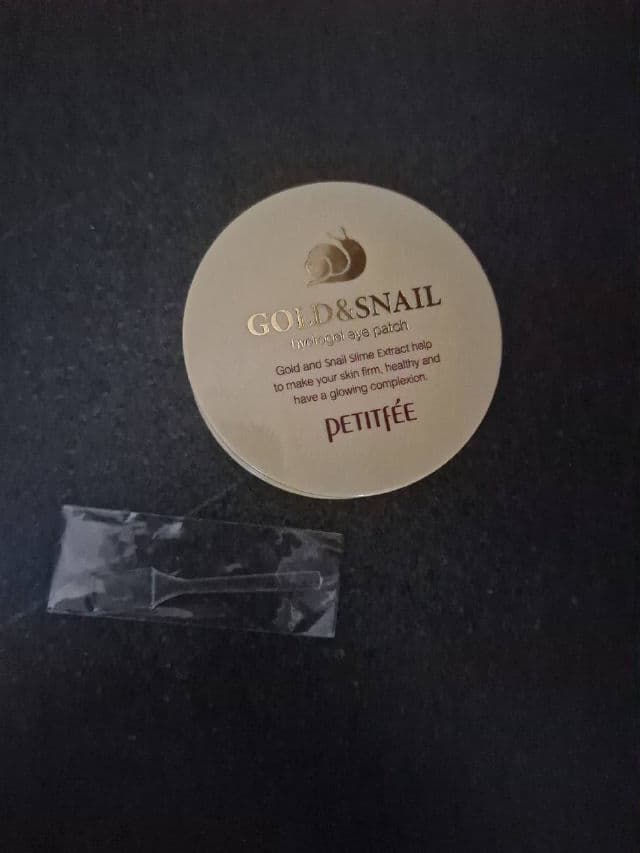 GOLD&SNAIL
hydrogel eye patch
Gold and Snail Slime Extract help
to make your skin firm, healthy and
have a glowing complexion.
PETITFÉE